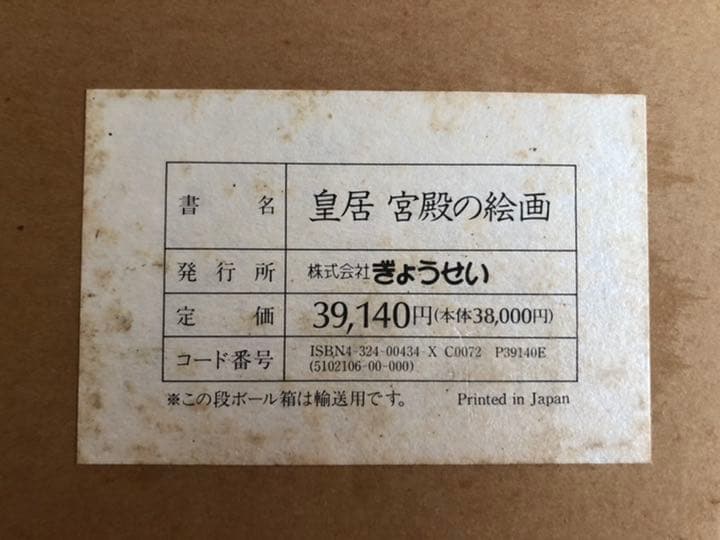 書名 皇居 宮殿の絵画
発行所 株式会社ぎょうせい
定価 39,140円(本体38,000円)
コード番号 ISBN4-324-00434-X C0072 P39140E
(5102106-00-000)
※この段ボール箱は輸送用です。 Printed in Japan